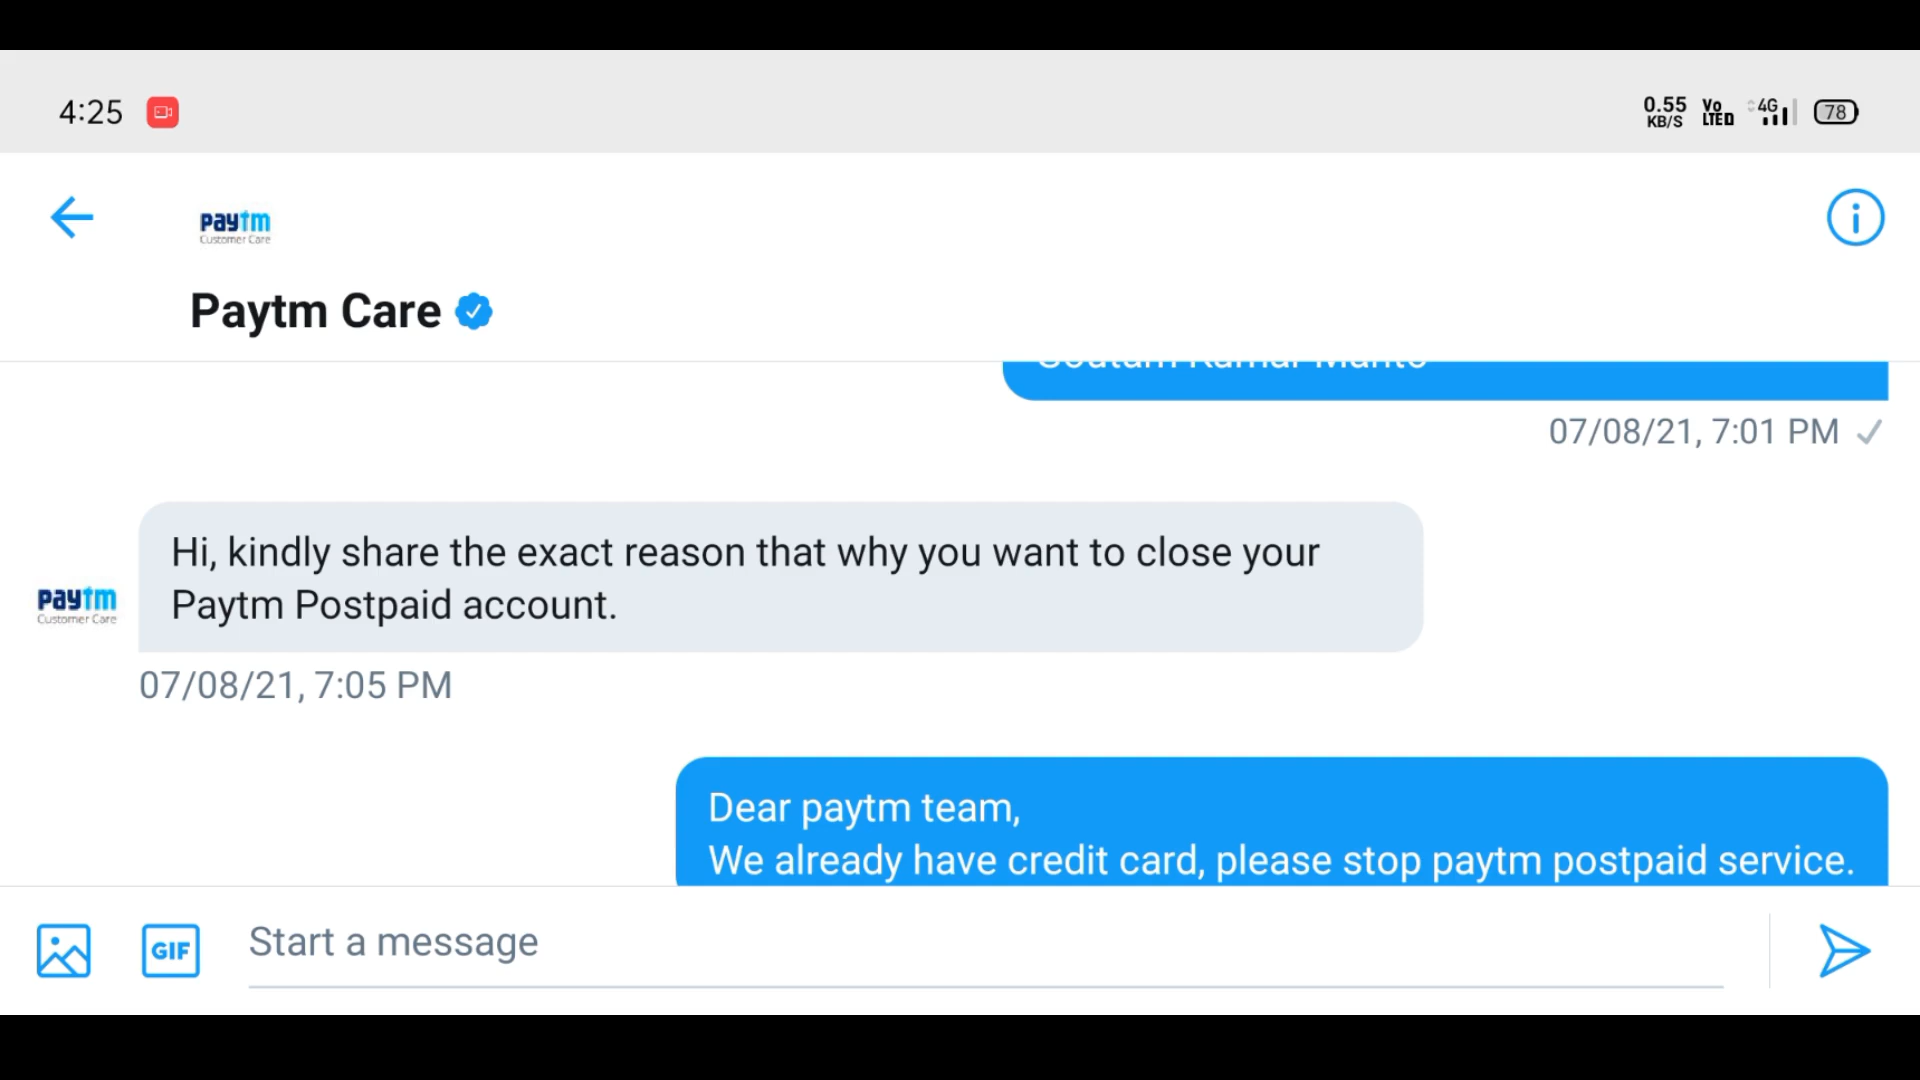 4:25
0.55
KB/S
Vo
LTED
4G
78
paytm
Customer Care
Paytm Care
Kumar
07/08/21, 7:01 PM
Hi, kindly share the exact reason that why you want to close your
Paytm Postpaid account.
paytm
Customer Care
07/08/21, 7:05 PM
Dear paytm team,
We already have credit card, please stop paytm postpaid service.
GIF
Start a message